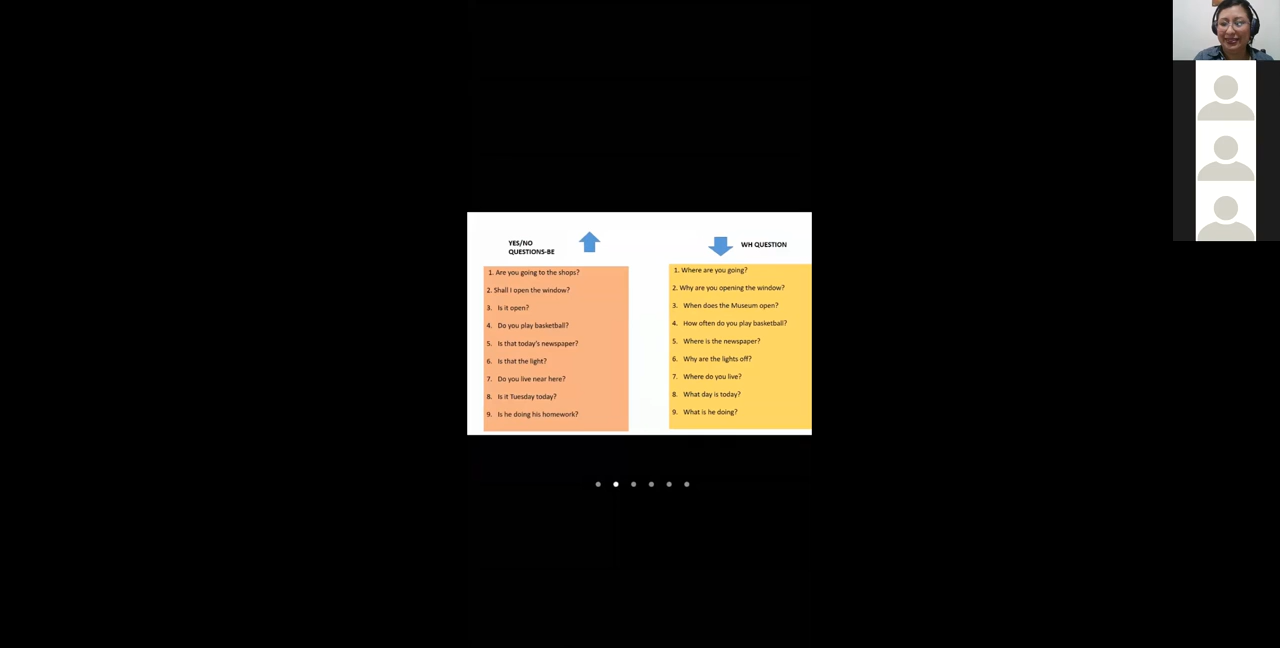 YES/NO
QUESTIONS-BE
1. Are you going to the shops?
2. Shall I open the window?
3. Is it open?
4. Do you play basketball?
5. Is that today's newspaper?
6. Is that the light?
7. Do you live near here?
8. Is it Tuesday today?
9. Is he doing his homework?
WH QUESTION
1. Where are you going?
2. Why are you opening the window?
3. When does the Museum open?
4. How often do you play basketball?
5. Where is the newspaper?
6. Why are the lights off?
7. Where do you live?
8. What day is today?
9. What is he doing?